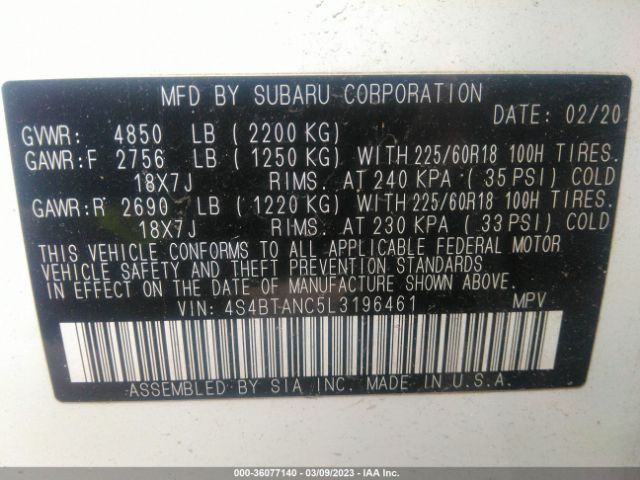 MFD BY SUBARU CORPORATION
DATE: 02/20
GVWR: 4850 LB ( 2200 KG)
GAWR:F 2756 LB ( 1250 KG) WITH 225/60R18 100H TIRES.
18X7J RIMS. AT 240 KPA ( 35 PSI) COLD
GAWR:R 2690 LB ( 1220 KG) WITH 225/60R18 100H TIRES.
18X7J RIMS. AT 230 KPA ( 33 PSI) COLD
THIS VEHICLE CONFORMS TO ALL APPLICABLE FEDERAL MOTOR
VEHICLE SAFETY AND THEFT PREVENTION STANDARDS
IN EFFECT ON THE DATE OF MANUFACTURE SHOWN ABOVE.
VIN: 4S4BTANC5L3196461 MPV
ASSEMBLED BY SIA INC. MADE IN U.S.A.
000-36077140 - 03/09/2023 - IAA Inc.